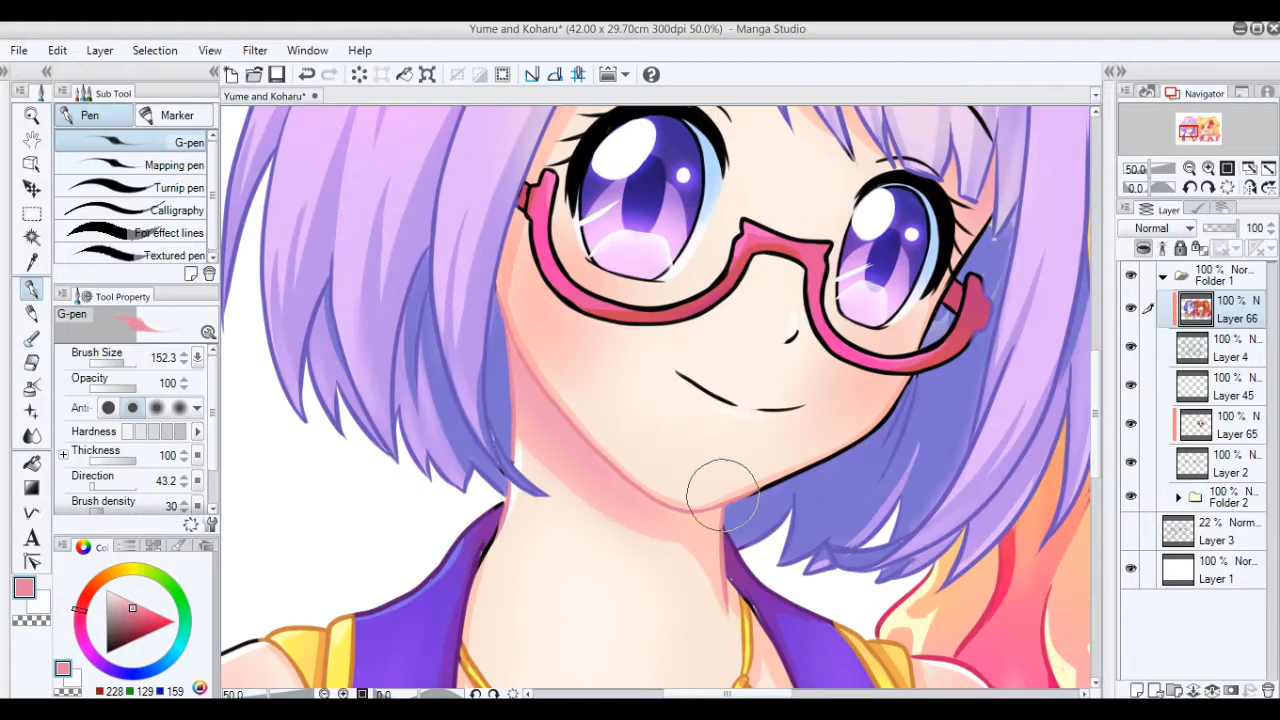 Yume and Koharu* (42.00 x 29.70cm 300dpi 50.0%) - Manga Studio
File Edit Layer Selection View Filter Window Help
Sub Tool
Yume and Koharu*
Navigator
Pen Marker
G-pen
Mapping pen
Turnip pen
Calligraphy
For effect lines
Textured pen
50.0
0.0
Layer
Normal 100
100 % Nor...
Folder 1
100 % N
Layer 66
100 % N
Layer 4
100 % N
Layer 45
100 % N
Layer 65
100 % N
Layer 2
100 % Nor...
Folder 2
22 % Norm...
Layer 3
100 % Nor...
Layer 1
Tool Property
G-pen
Brush Size 152.3
Opacity 100
Anti-
Hardness
Thickness 100
Direction 43.2
Brush density 30
Col
228 129 159
50.0 0.0